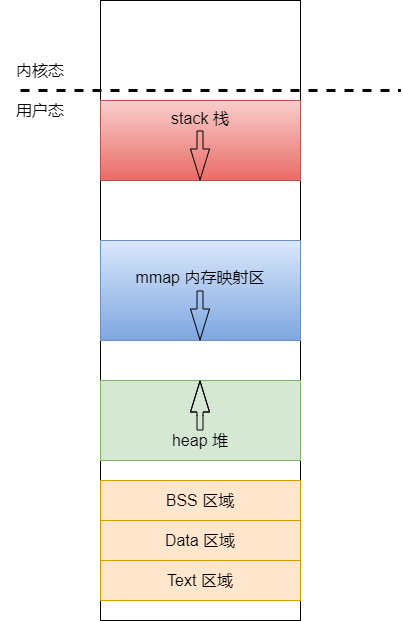 内核态
用户态
stack 栈
mmap 内存映射区
heap 堆
BSS 区域
Data 区域
Text 区域